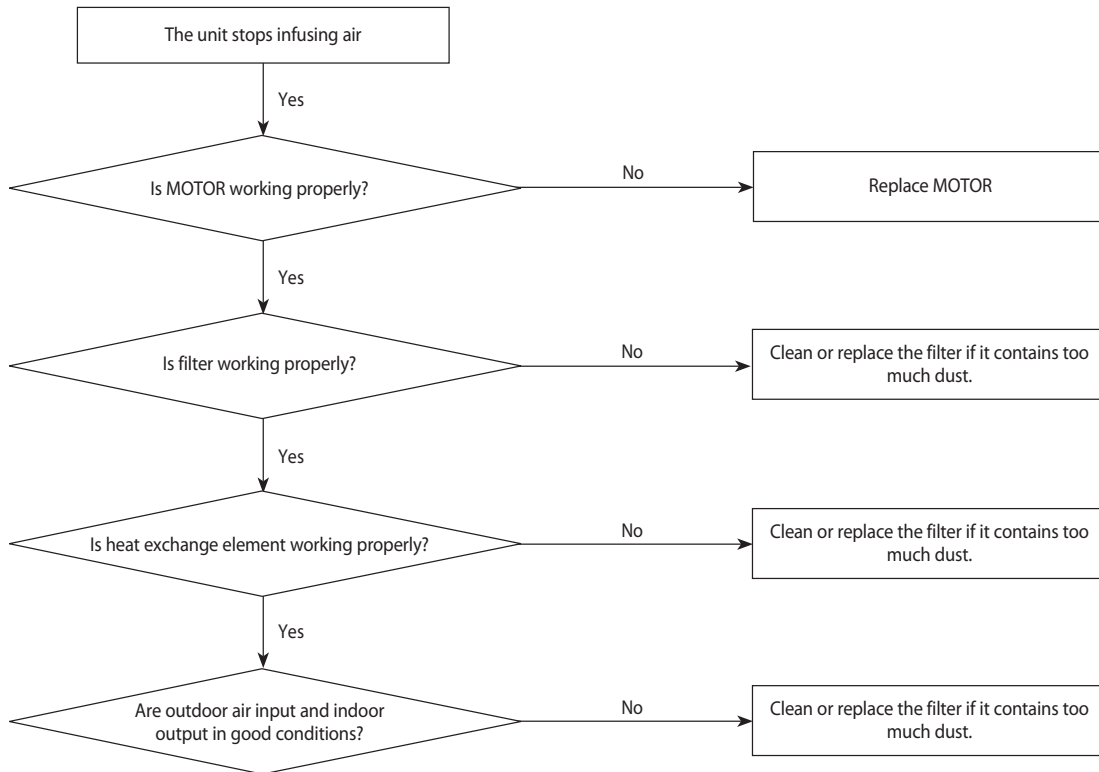 The unit stops infusing air
Yes
Is MOTOR working properly?
No
Replace MOTOR
Yes
Is filter working properly?
No
Clean or replace the filter if it contains too
much dust.
Yes
Is heat exchange element working properly?
No
Clean or replace the filter if it contains too
much dust.
Yes
Are outdoor air input and indoor
output in good conditions?
No
Clean or replace the filter if it contains too
much dust.